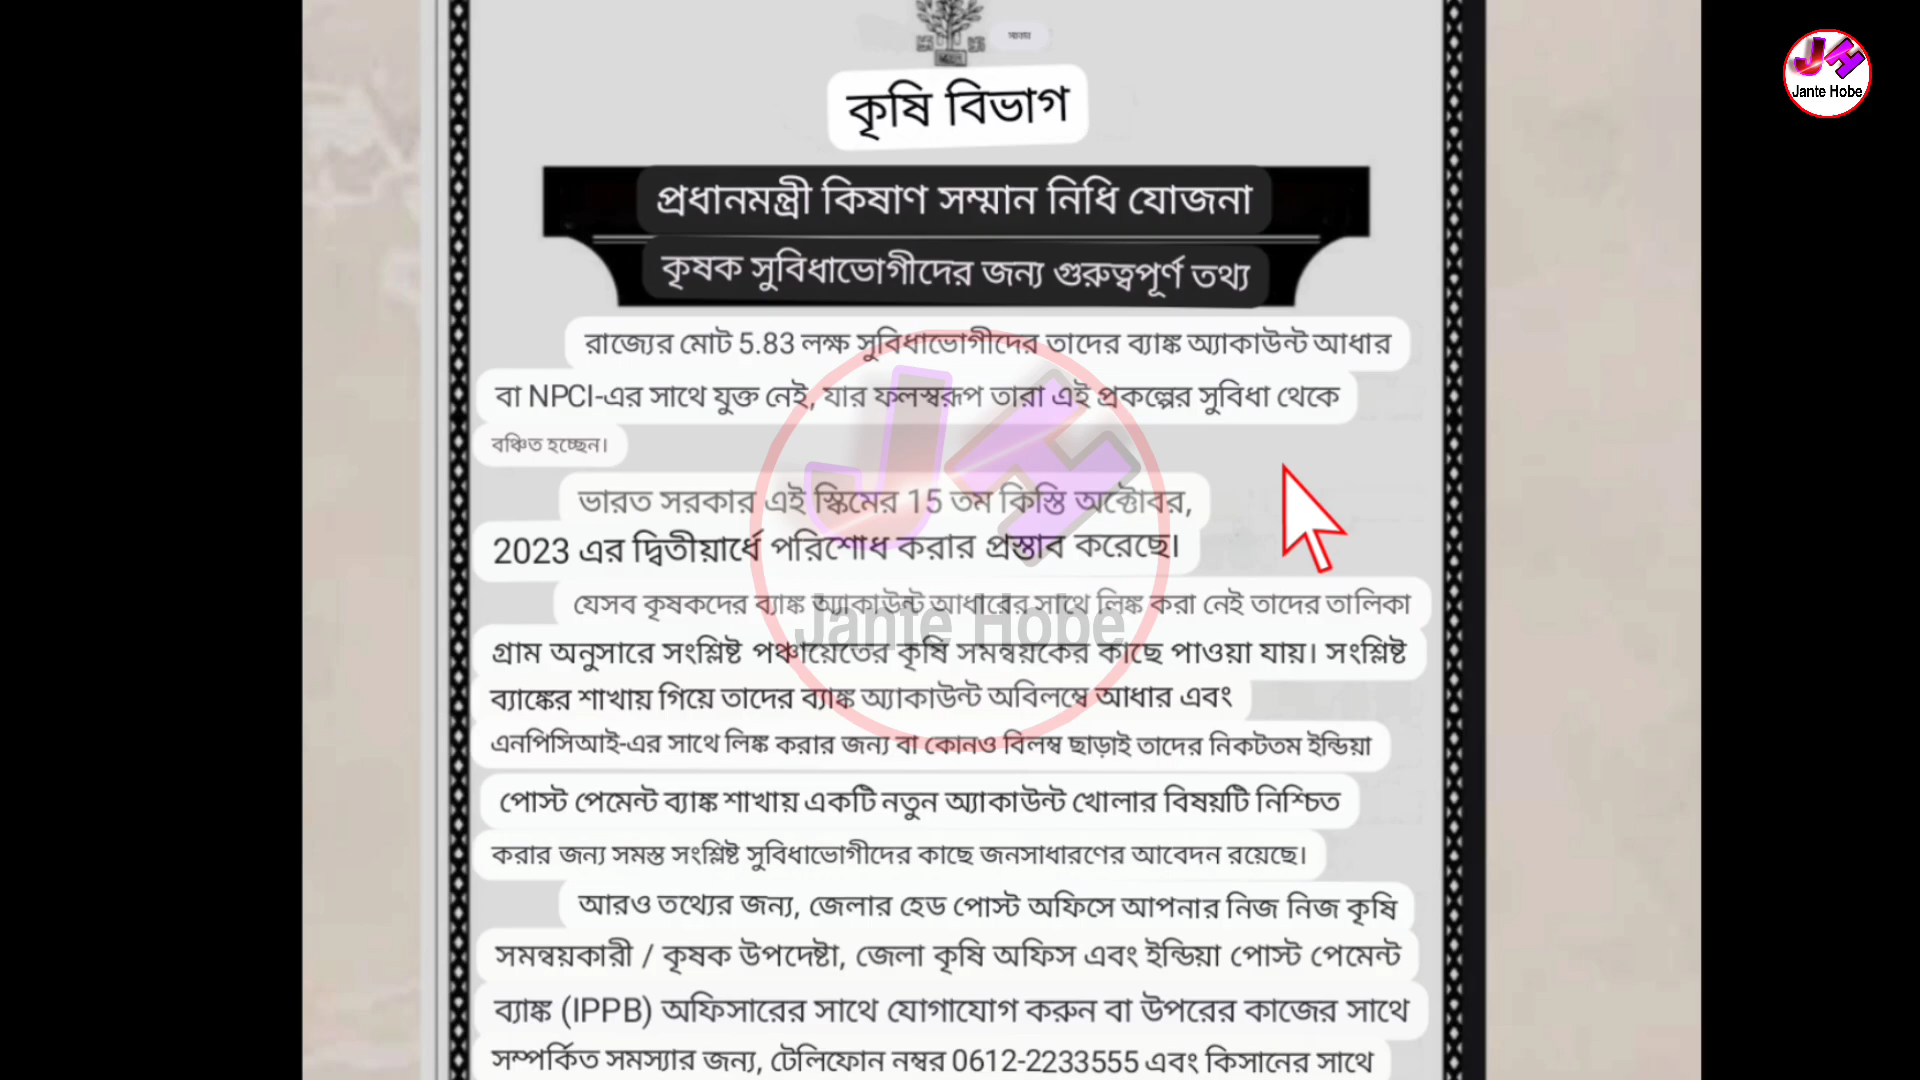 সরকার
কৃষি বিভাগ
প্রধানমন্ত্রী কিষাণ সম্মান নিধি যোজনা
কৃষক সুবিধাভোগীদের জন্য গুরুত্বপূর্ণ তথ্য
রাজ্যের মোট 5.83 লক্ষ সুবিধাভোগীদের তাদের ব্যাঙ্ক অ্যাকাউন্ট আধার
বা NPCI-এর সাথে যুক্ত নেই, যার ফলস্বরূপ তারা এই প্রকল্পের সুবিধা থেকে
বঞ্চিত হচ্ছেন।
ভারত সরকার এই স্কিমের 15 তম কিস্তি অক্টোবর,
2023 এর দ্বিতীয়ার্ধে পরিশোধ করার প্রস্তাব করেছে।
যেসব কৃষকদের ব্যাঙ্ক অ্যাকাউন্ট আধারের সাথে লিঙ্ক করা নেই তাদের তালিকা
গ্রাম অনুসারে সংশ্লিষ্ট পঞ্চায়েতের কৃষি সমন্বয়কের কাছে পাওয়া যায়। সংশ্লিষ্ট
ব্যাঙ্কের শাখায় গিয়ে তাদের ব্যাঙ্ক অ্যাকাউন্ট অবিলম্বে আধার এবং
এনপিসিআই-এর সাথে লিঙ্ক করার জন্য বা কোনও বিলম্ব ছাড়াই তাদের নিকটতম ইন্ডিয়া
পোস্ট পেমেন্ট ব্যাঙ্ক শাখায় একটি নতুন অ্যাকাউন্ট খোলার বিষয়টি নিশ্চিত
করার জন্য সমস্ত সংশ্লিষ্ট সুবিধাভোগীদের কাছে জনসাধারণের আবেদন রয়েছে।
আরও তথ্যের জন্য, জেলার হেড পোস্ট অফিসে আপনার নিজ নিজ কৃষি
সমন্বয়কারী / কৃষক উপদেষ্টা, জেলা কৃষি অফিস এবং ইন্ডিয়া পোস্ট পেমেন্ট
ব্যাঙ্ক (IPPB) অফিসারের সাথে যোগাযোগ করুন বা উপরের কাজের সাথে
সম্পর্কিত সমস্যার জন্য, টেলিফোন নম্বর 0612-2233555 এবং কিসানের সাথে
JH
Jante Hobe
JH
Jante Hobe